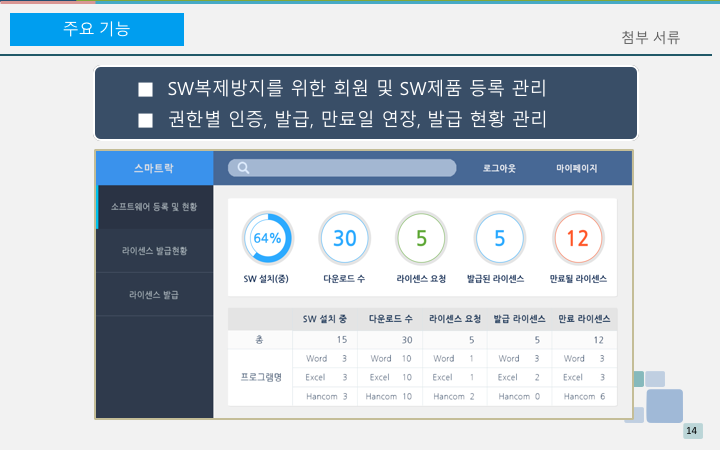 주요 기능
첨부 서류
■ SW복제방지를 위한 회원 및 SW제품 등록 관리
■ 권한별 인증, 발급, 만료일 연장, 발급 현황 관리
스마트락
로그아웃 마이페이지
소프트웨어 등록 및 현황
라이센스 발급현황
라이센스 발급
64% 30 5 5 12
SW 설치(중) 다운로드 수 라이센스 요청 발급된 라이센스 만료될 라이센스
SW 설치 중 다운로드 수 라이센스 요청 발급 라이센스 만료 라이센스
총 15 30 5 5 12
프로그램명
Word 3 Word 10 Word 1 Word 3 Word 3
Excel 3 Excel 10 Excel 1 Excel 2 Excel 3
Hancom 3 Hancom 10 Hancom 2 Hancom 0 Hancom 6
14